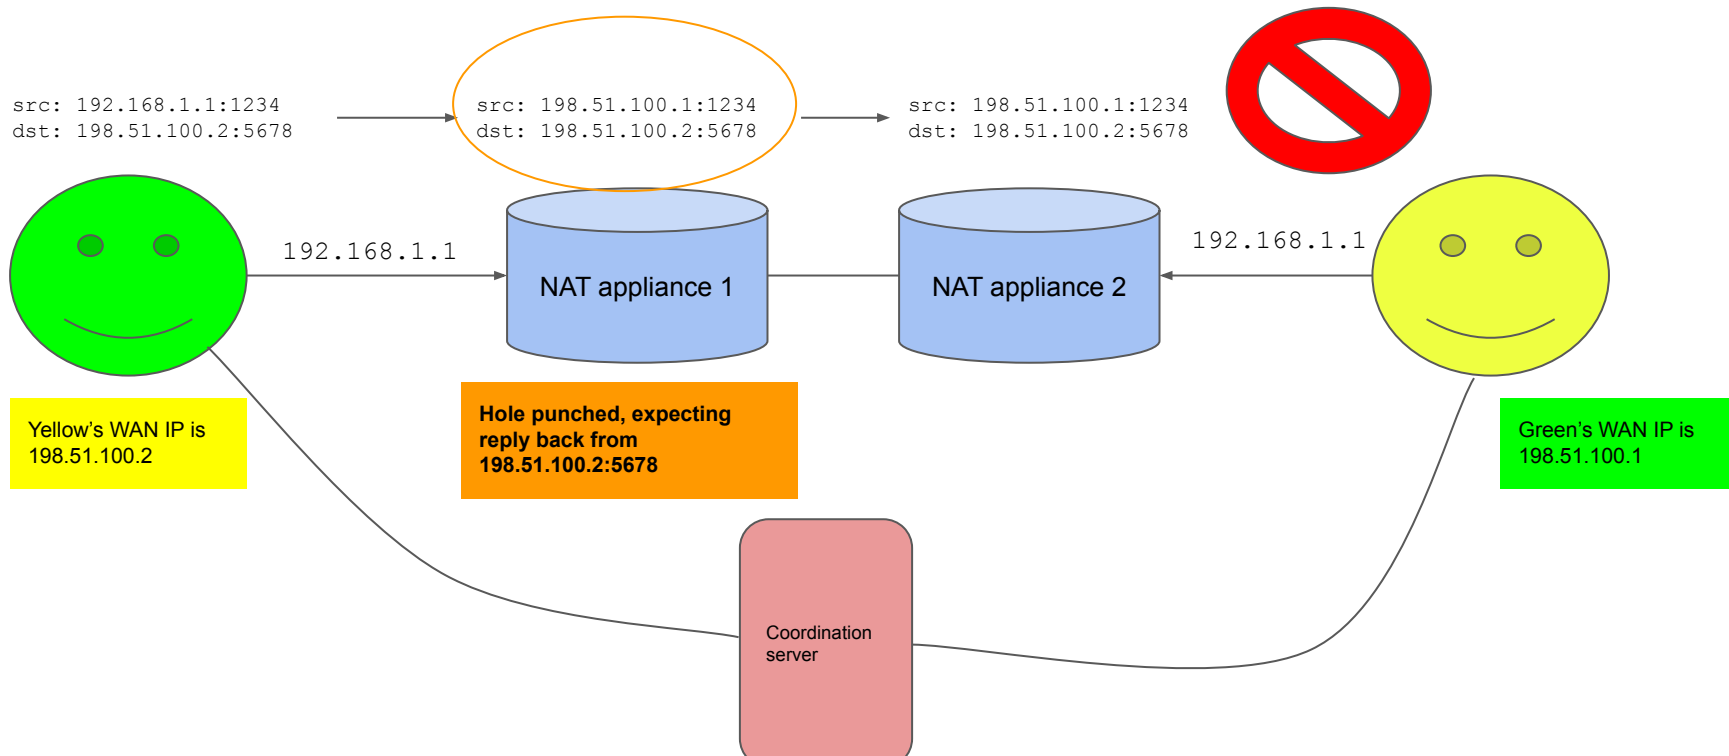 src: 192.168.1.1:1234
dst: 198.51.100.2:5678
src: 198.51.100.1:1234
dst: 198.51.100.2:5678
src: 198.51.100.1:1234
dst: 198.51.100.2:5678
192.168.1.1
NAT appliance 1
NAT appliance 2
192.168.1.1
Yellow's WAN IP is
198.51.100.2
Hole punched, expecting
reply back from
198.51.100.2:5678
Green's WAN IP is
198.51.100.1
Coordination
server